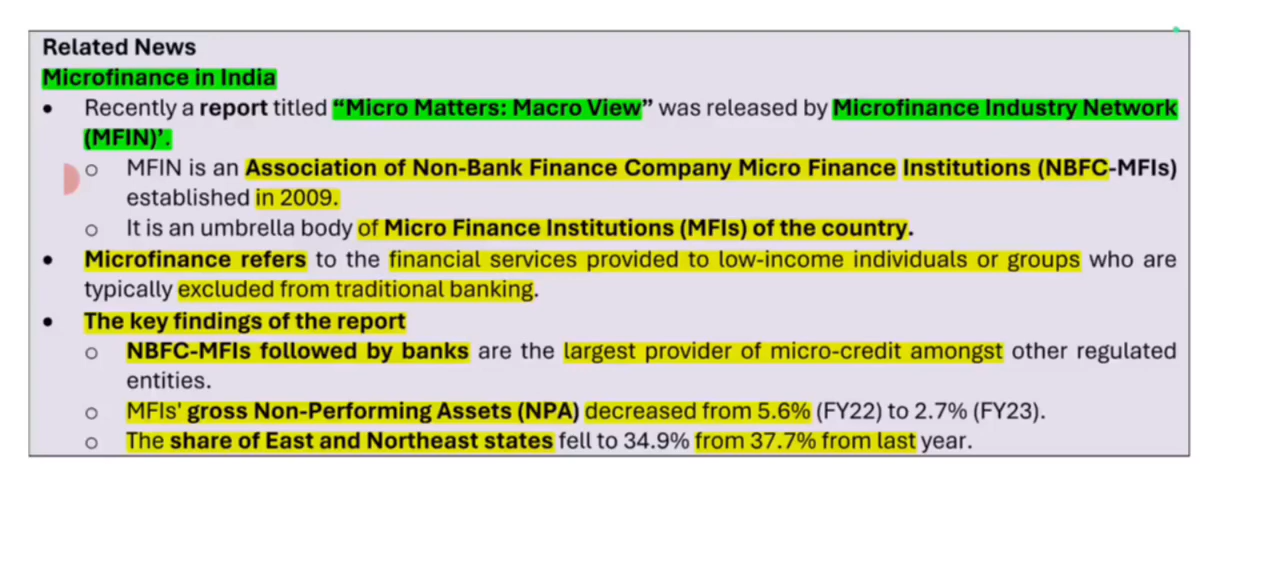 Related News
Microfinance in India
• Recently a report titled “Micro Matters: Macro View” was released by Microfinance Industry Network
(MFIN)’.
o MFIN is an Association of Non-Bank Finance Company Micro Finance Institutions (NBFC-MFIs)
established in 2009.
o It is an umbrella body of Micro Finance Institutions (MFIs) of the country.
• Microfinance refers to the financial services provided to low-income individuals or groups who are
typically excluded from traditional banking.
• The key findings of the report
o NBFC-MFIs followed by banks are the largest provider of micro-credit amongst other regulated
entities.
o MFIs' gross Non-Performing Assets (NPA) decreased from 5.6% (FY22) to 2.7% (FY23).
o The share of East and Northeast states fell to 34.9% from 37.7% from last year.